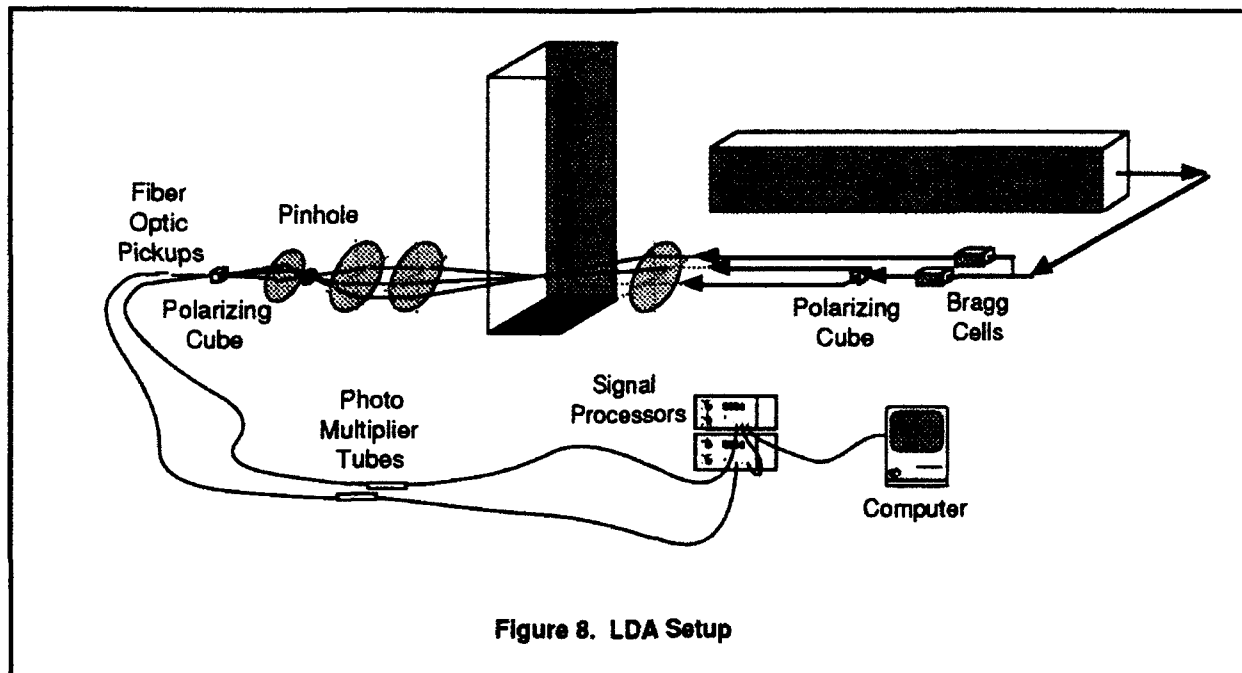 Fiber
Optic
Pickups
Pinhole
Polarizing
Cube
Polarizing
Cube
Bragg
Cells
Photo
Multiplier
Tubes
Signal
Processors
Computer
Figure 8. LDA Setup